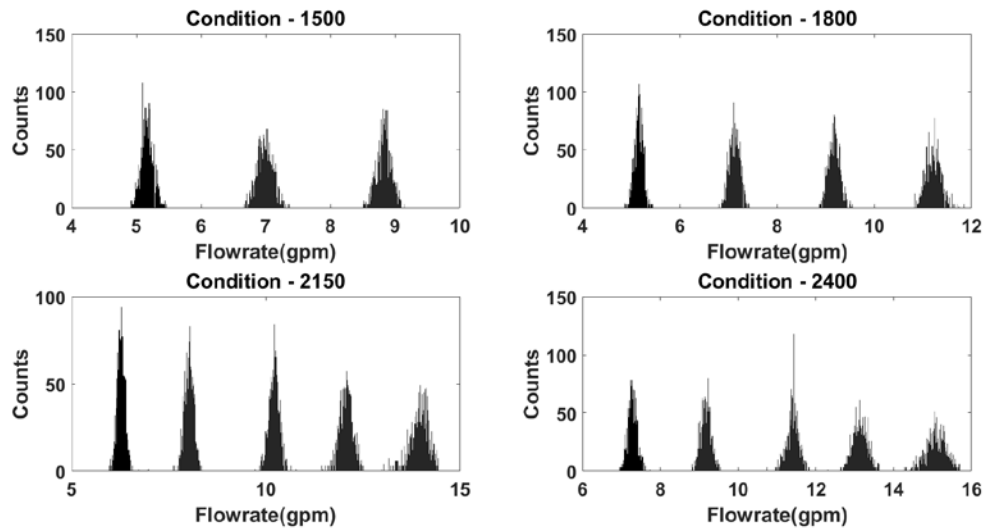 Condition - 1500
150
100
50
0
Counts
4 5 6 7 8 9 10
Flowrate(gpm)
Condition - 1800
150
100
50
0
Counts
4 6 8 10 12
Flowrate(gpm)
Condition - 2150
100
50
0
Counts
5 10 15
Flowrate(gpm)
Condition - 2400
150
100
50
0
Counts
6 8 10 12 14 16
Flowrate(gpm)